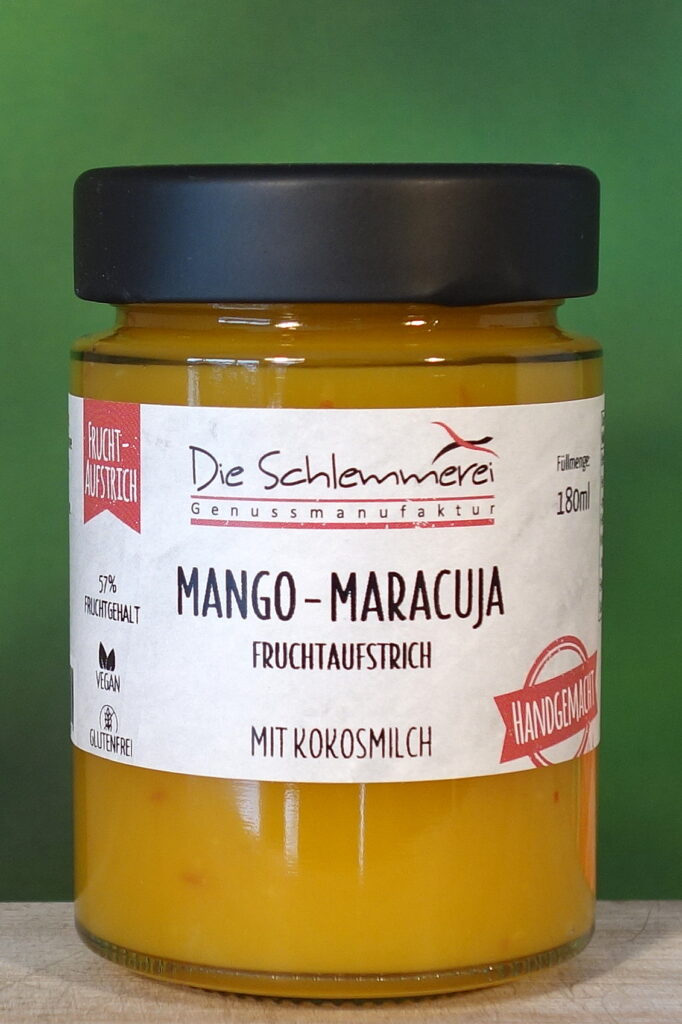 FRUCHT-
AUFSTRICH
Die Schlemmerei
Genussmanufaktur
Füllmenge:
180ml
57%
FRUCHTGEHALT
VEGAN
GLUTENFREI
MANGO-MARACUJA
FRUCHTAUFSTRICH
MIT KOKOSMILCH
HANDGEMACHT